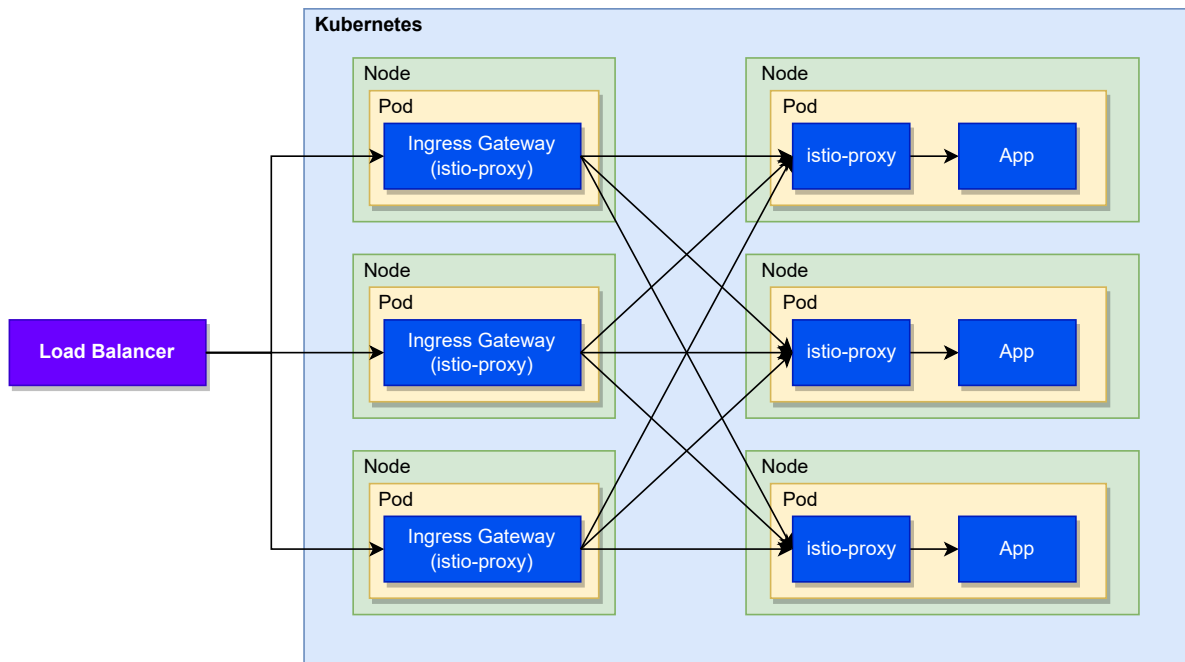 Kubernetes
Node
Pod
Ingress Gateway
(istio-proxy)
Node
Pod
istio-proxy
App
Load Balancer
Node
Pod
Ingress Gateway
(istio-proxy)
Node
Pod
istio-proxy
App
Node
Pod
Ingress Gateway
(istio-proxy)
Node
Pod
istio-proxy
App